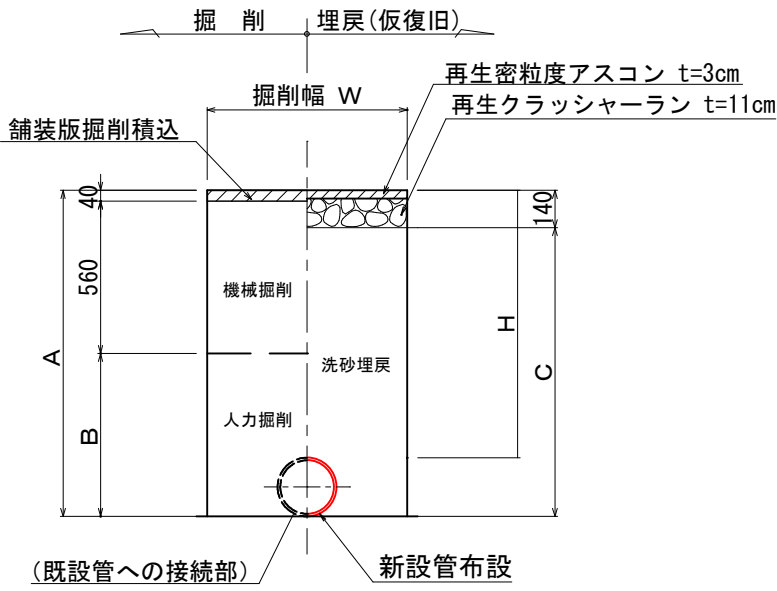 掘 削
埋戻(仮復旧)
再生密粒度アスコン t=3cm
掘削幅 W
再生クラッシャーラン t=11cm
舗装版掘削積込
40
140
560
機械掘削
H
A
洗砂埋戻
C
人力掘削
B
(既設管への接続部)
新設管布設